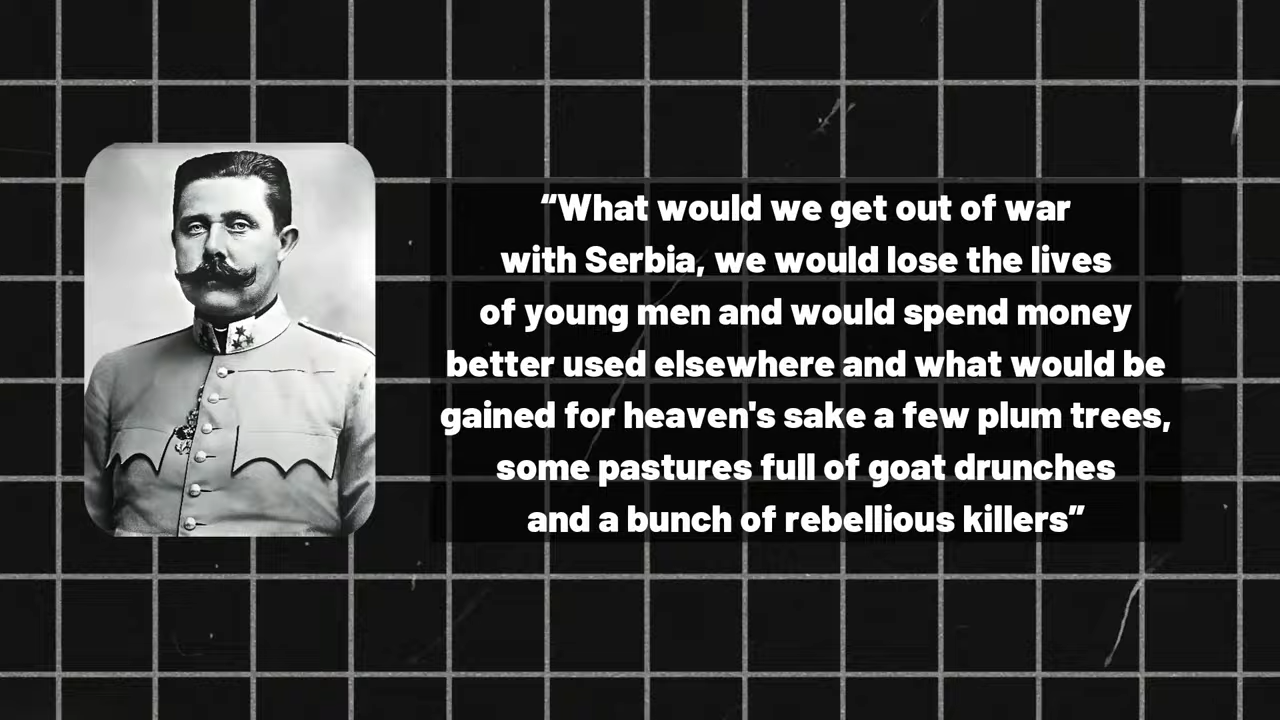 “What would we get out of war
with Serbia, we would lose the lives
of young men and would spend money
better used elsewhere and what would be
gained for heaven's sake a few plum trees,
some pastures full of goat drunches
and a bunch of rebellious killers”